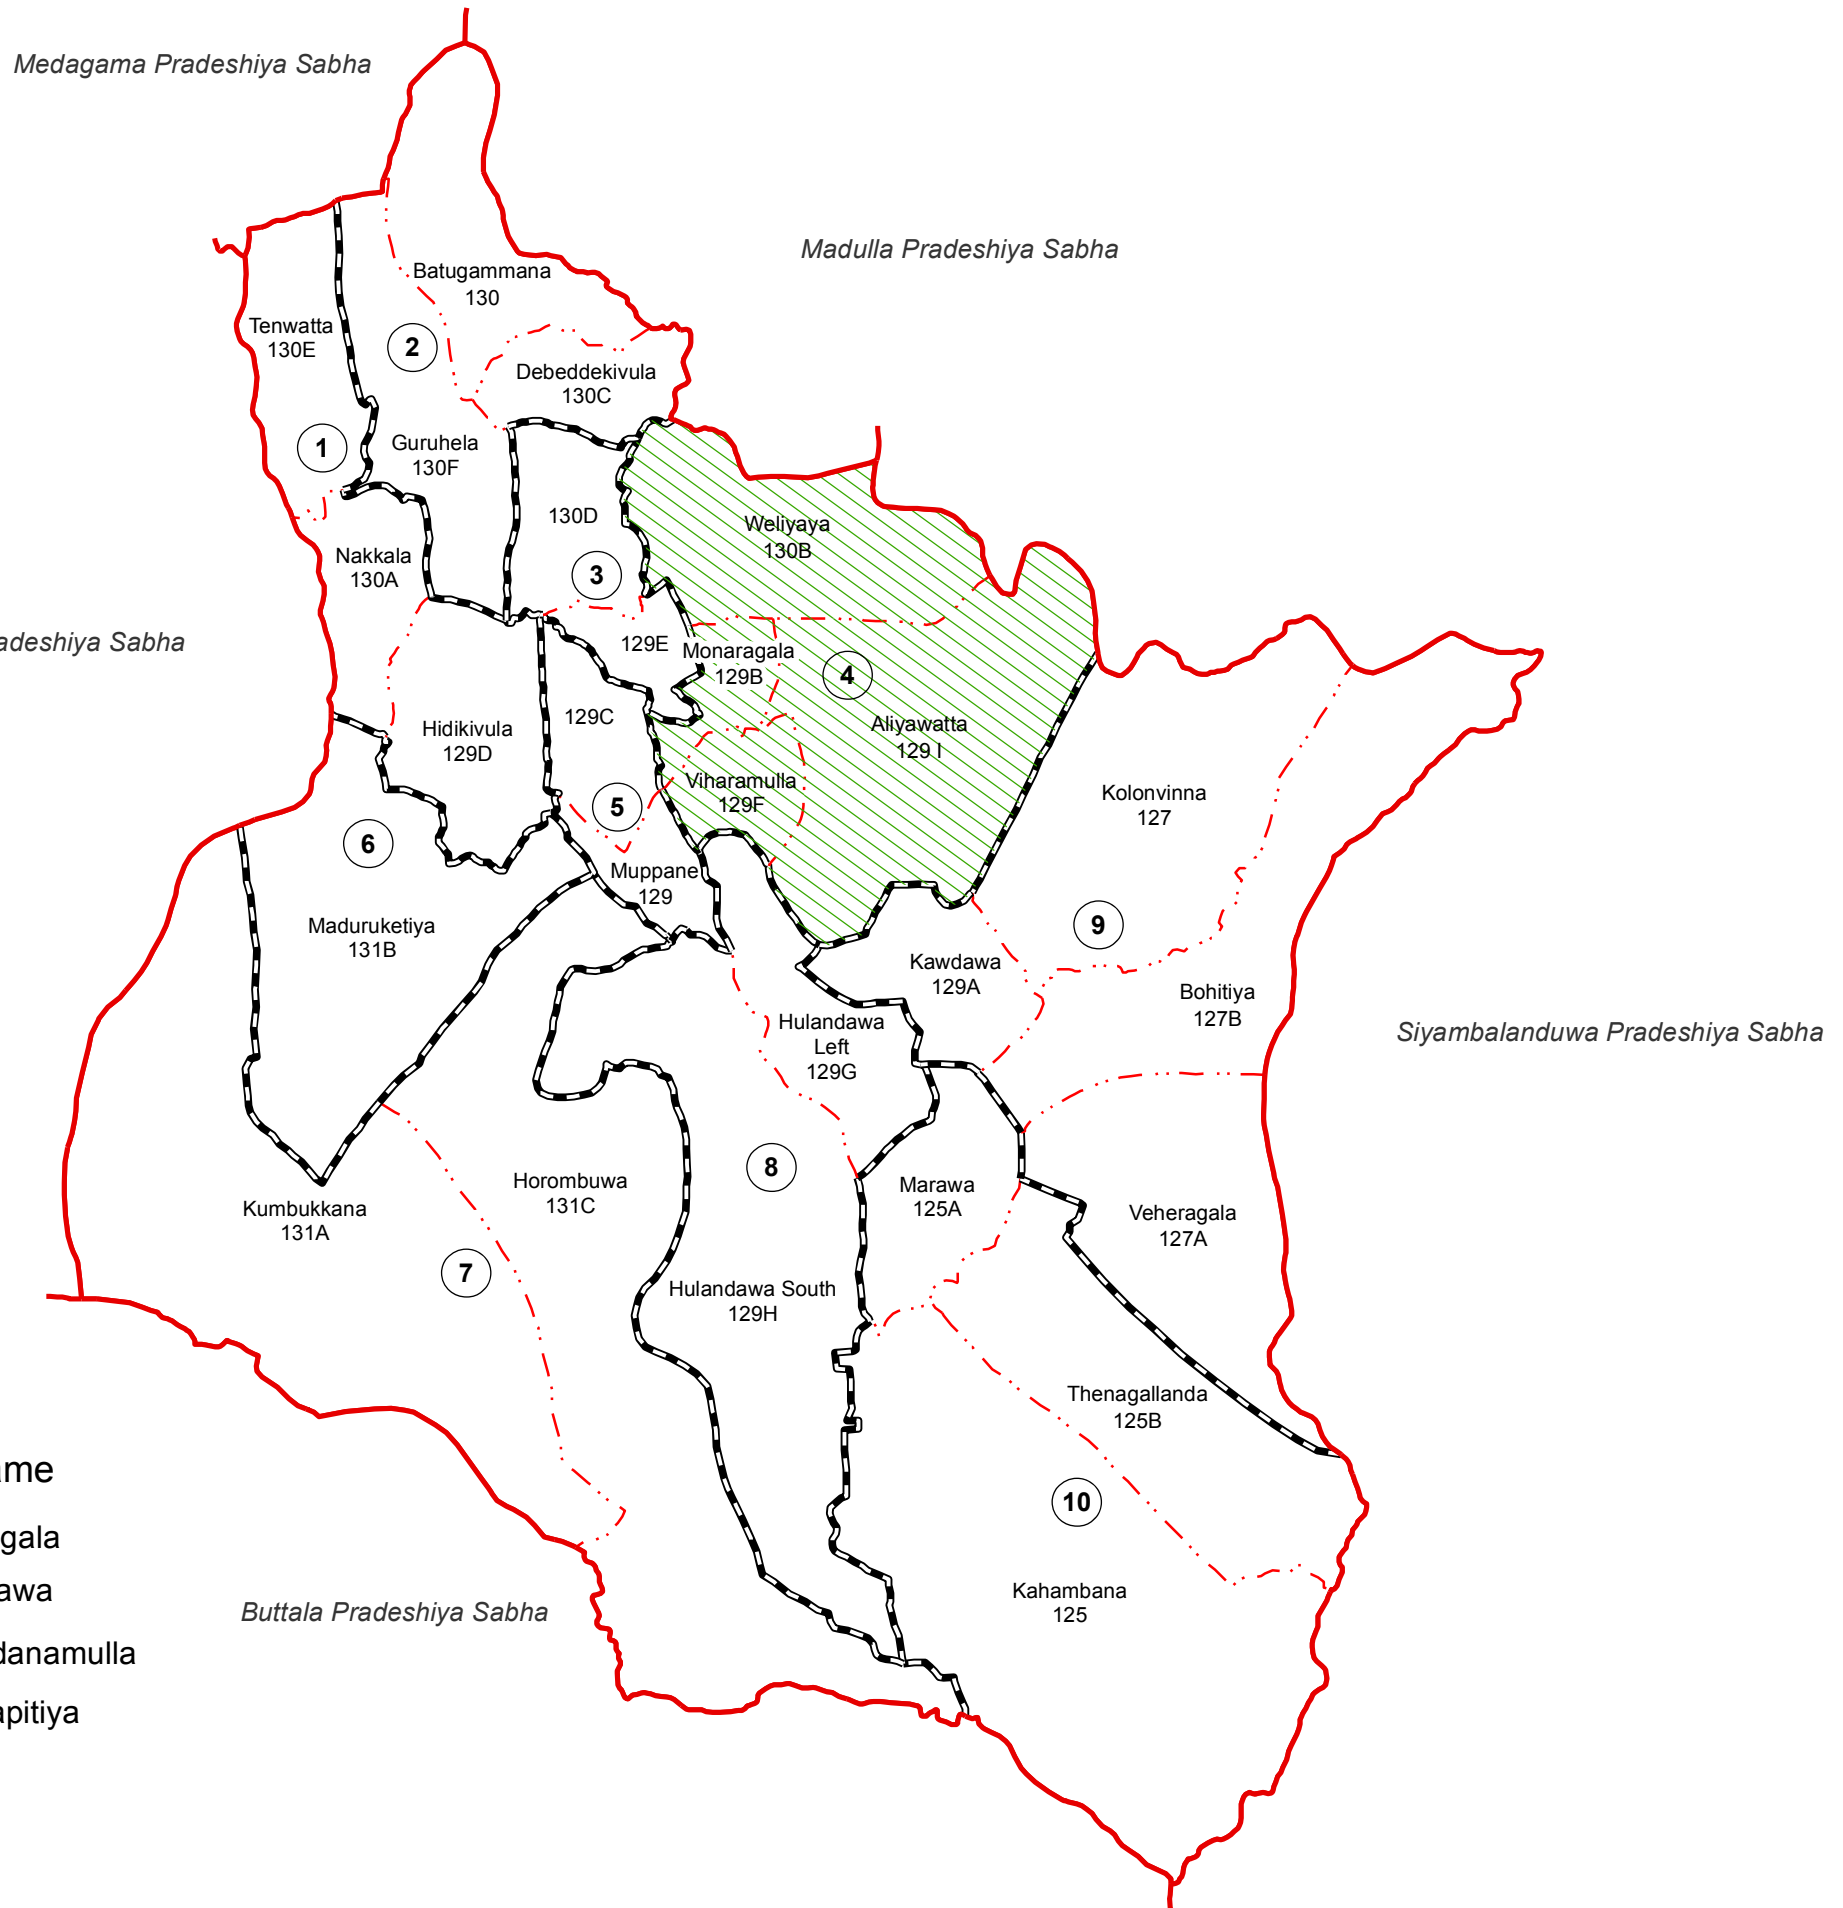 Medagama Pradeshiya Sabha
Madulla Pradeshiya Sabha
Batugammana
130
Tenwatta
130E
2
Debeddekivula
130C
1
Guruhela
130F
130D
Weliyaya
130B
Nakkala
130A
3
adeshiya Sabha
129E
Monaragala
129B
4
129C
Aliyawatta
129 I
Hidikivula
129D
Viharamulla
129F
Kolonvinna
127
5
6
Muppane
129
Maduruketiya
131B
9
Kawdawa
129A
Bohitiya
127B
Hulandawa
Left
129G
Siyambalanduwa Pradeshiya Sabha
8
Horombuwa
131C
Marawa
125A
Kumbukkana
131A
Veheragala
127A
7
Hulandawa South
129H
Thenagallanda
125B
ame
gala
10
awa
Kahambana
125
Buttala Pradeshiya Sabha
danamulla
apitiya